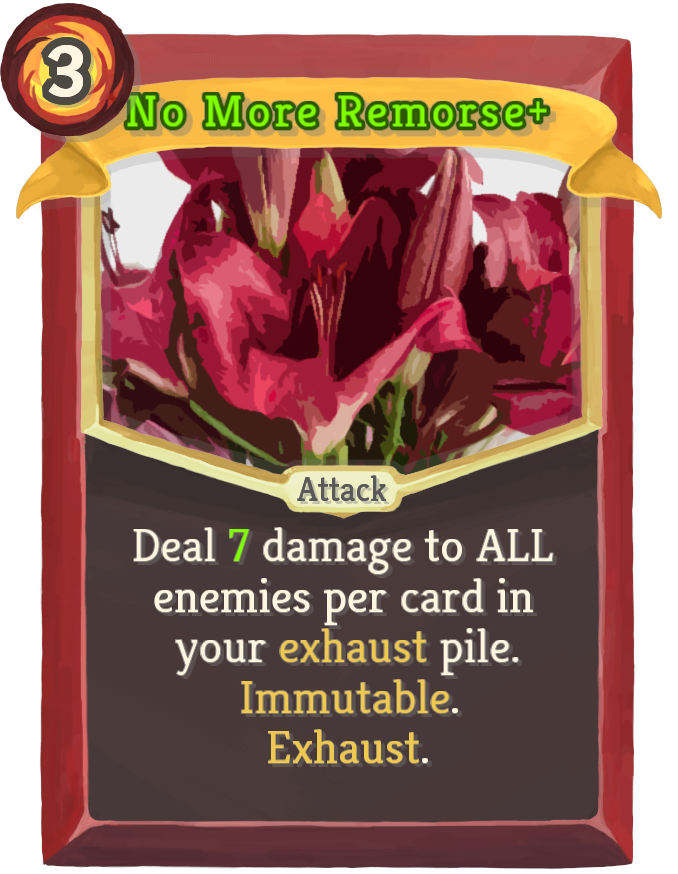 3
No More Remorse+
Attack
Deal 7 damage to ALL
enemies per card in
your exhaust pile.
Immutable.
Exhaust.